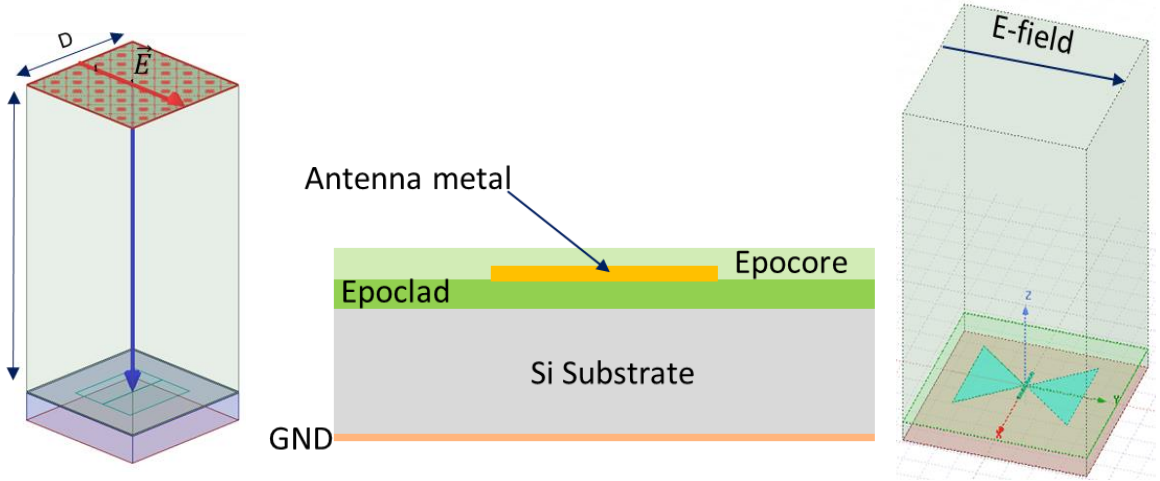 D
E
Antenna metal
Epocore
Epoclad
Si Substrate
GND
E-field
Z
Y
X